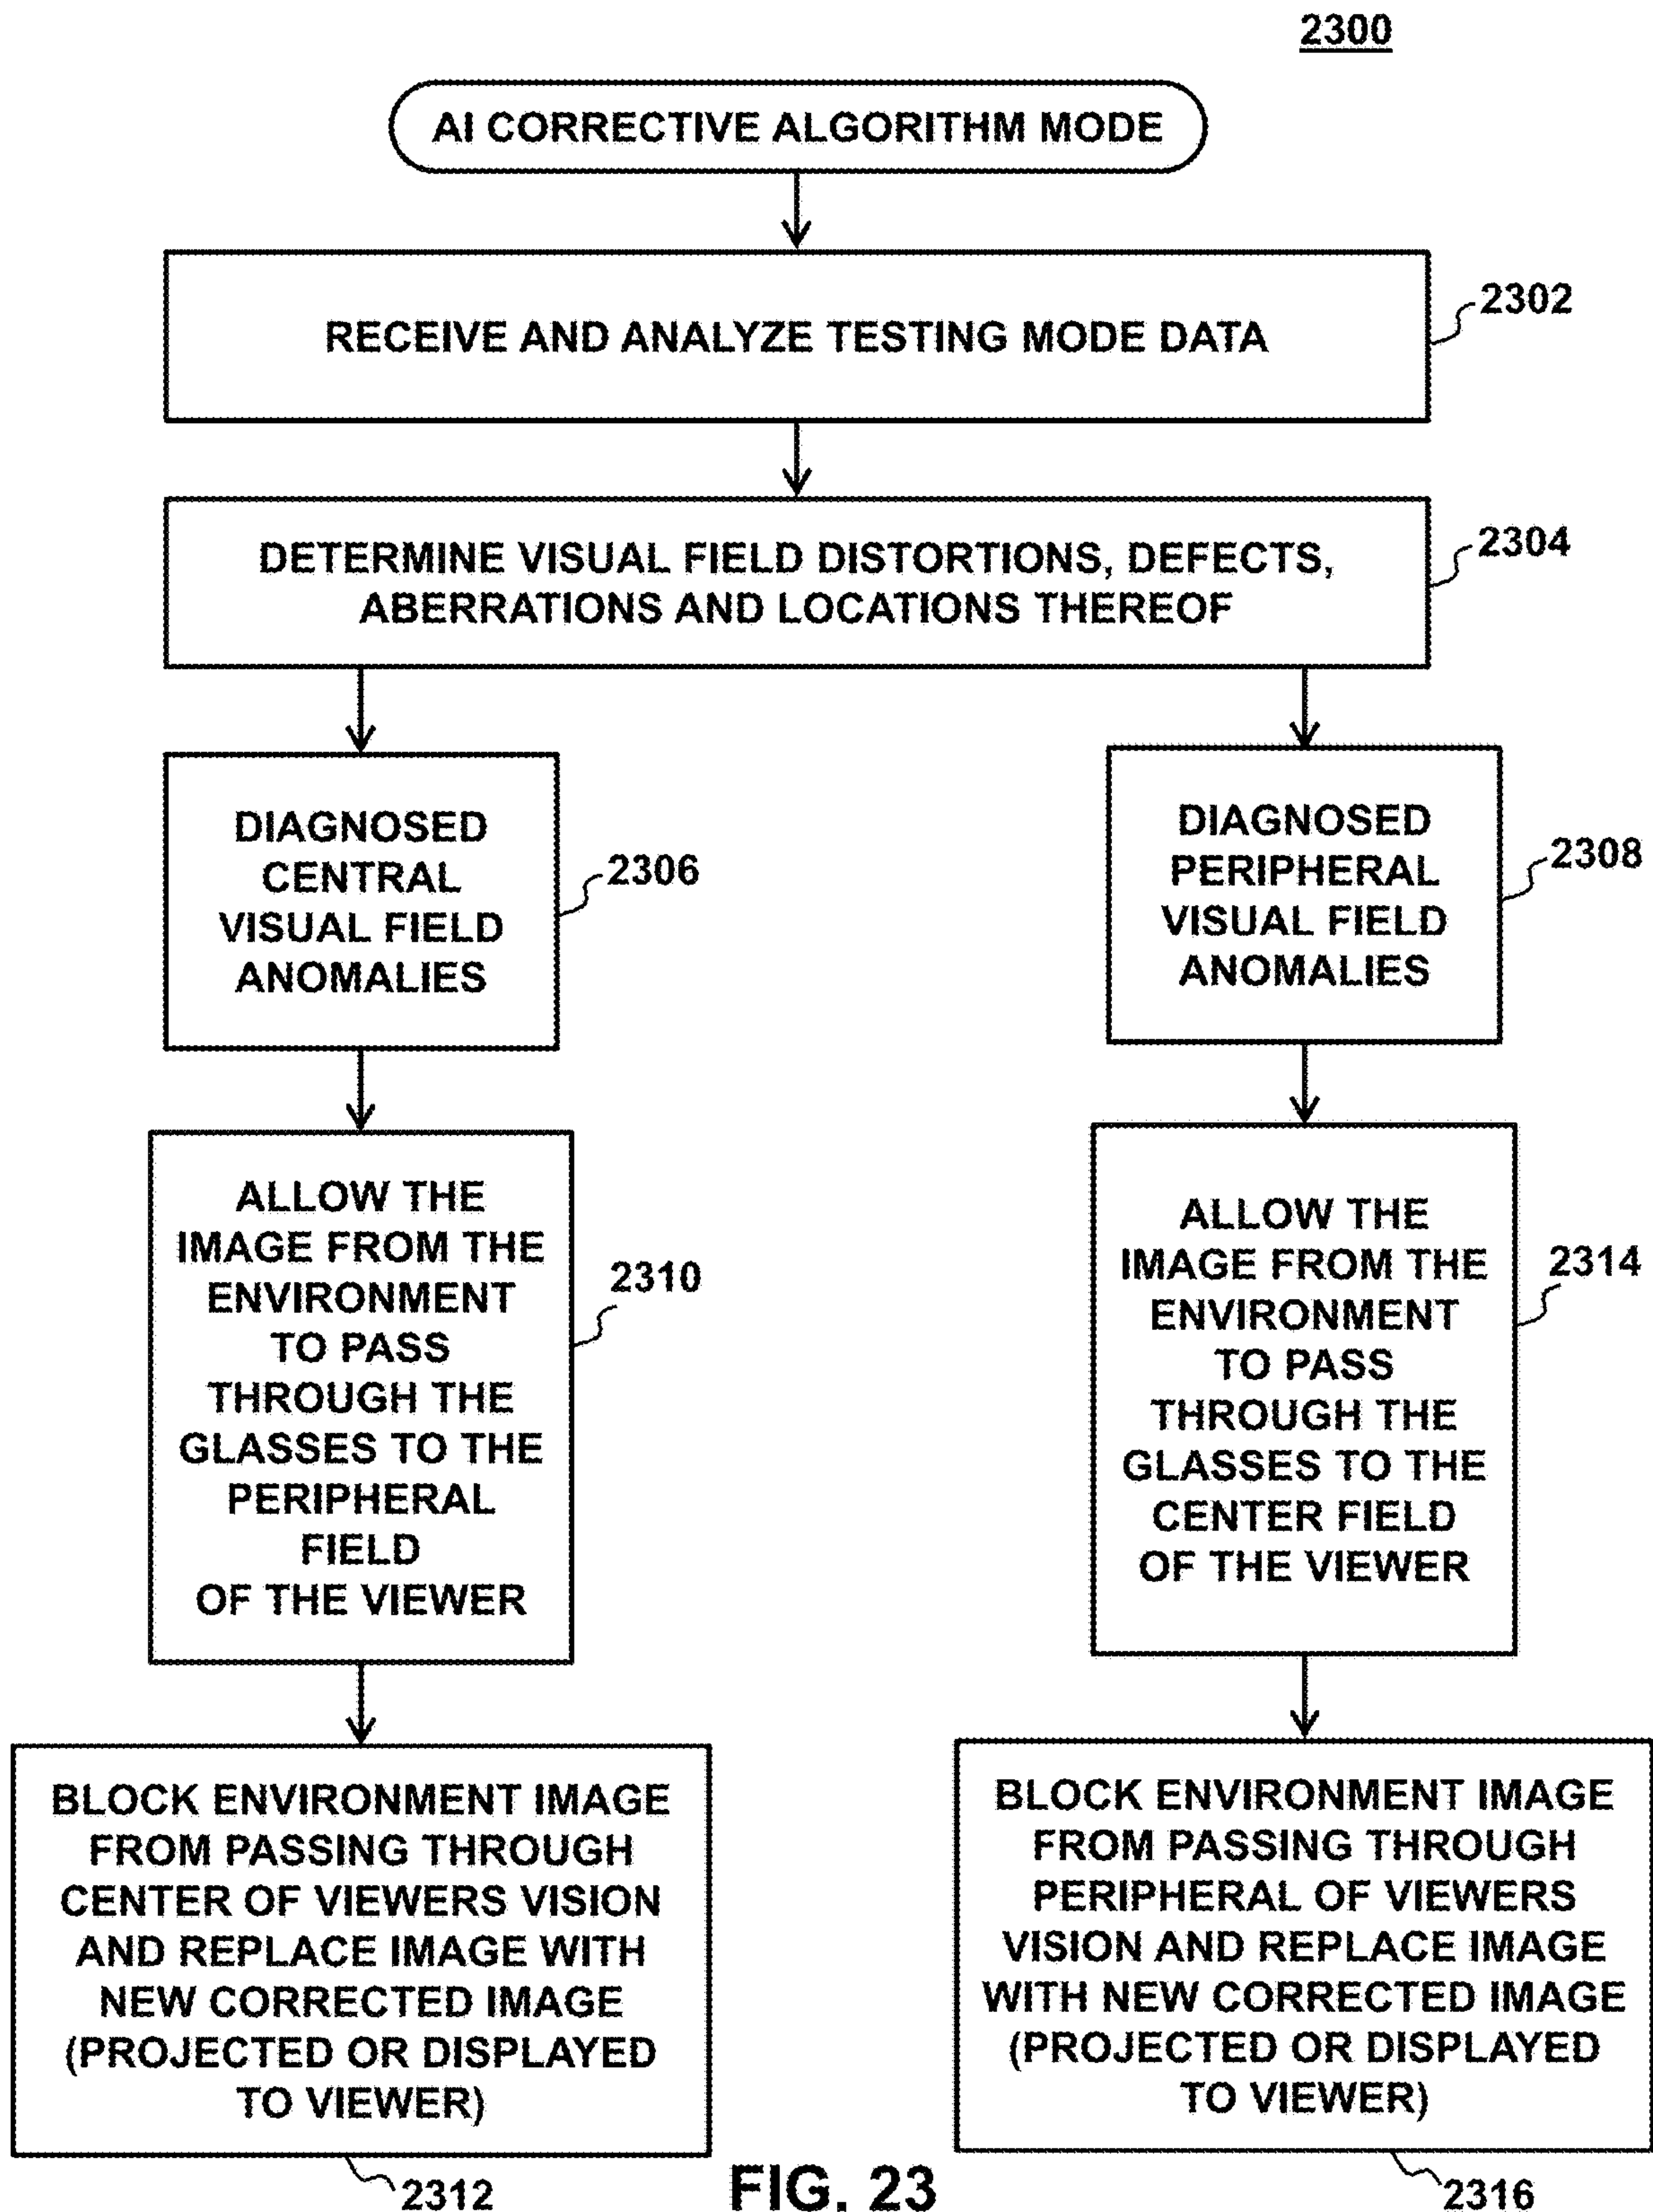 2300
AI CORRECTIVE ALGORITHM MODE
RECEIVE AND ANALYZE TESTING MODE DATA
2302
DETERMINE VISUAL FIELD DISTORTIONS, DEFECTS,
ABERRATIONS AND LOCATIONS THEREOF
2304
DIAGNOSED
CENTRAL
VISUAL FIELD
ANOMALIES
2306
DIAGNOSED
PERIPHERAL
VISUAL FIELD
ANOMALIES
2308
ALLOW THE
IMAGE FROM THE
ENVIRONMENT
TO PASS
THROUGH THE
GLASSES TO THE
PERIPHERAL
FIELD
OF THE VIEWER
2310
ALLOW THE
IMAGE FROM THE
ENVIRONMENT
TO PASS
THROUGH THE
GLASSES TO THE
CENTER FIELD
OF THE VIEWER
2314
BLOCK ENVIRONMENT IMAGE
FROM PASSING THROUGH
CENTER OF VIEWERS VISION
AND REPLACE IMAGE WITH
NEW CORRECTED IMAGE
(PROJECTED OR DISPLAYED
TO VIEWER)
2312
BLOCK ENVIRONMENT IMAGE
FROM PASSING THROUGH
PERIPHERAL OF VIEWERS
VISION AND REPLACE IMAGE
WITH NEW CORRECTED IMAGE
(PROJECTED OR DISPLAYED
TO VIEWER)
2316
FIG. 23